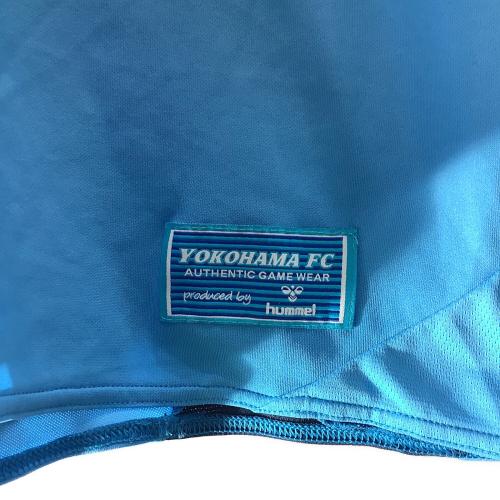 YOKOHAMA FC
AUTHENTIC GAME WEAR
produced by hummel